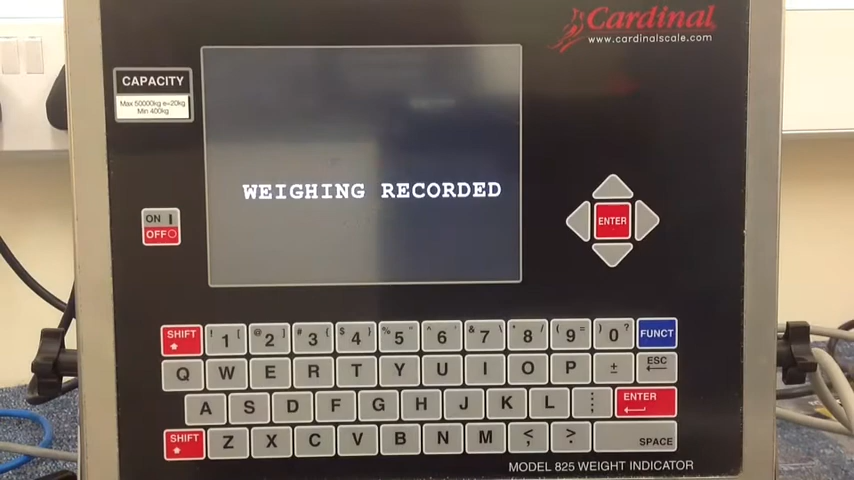 Cardinal
www.cardinalscale.com
CAPACITY
Max 50000kg e=20kg
Min 400kg
WEIGHING RECORDED
ON I
OFF O
ENTER
SHIFT ! 1 [ @ 2 ] # 3 { $ 4 } % 5 " ^ 6 ' & 7 \ * 8 / ( 9 = ) 0 ? FUNCT
Q W E R T Y U I O P ± ESC
A S D F G H J K L : ; ENTER
SHIFT Z X C V B N M < , > . SPACE
MODEL 825 WEIGHT INDICATOR